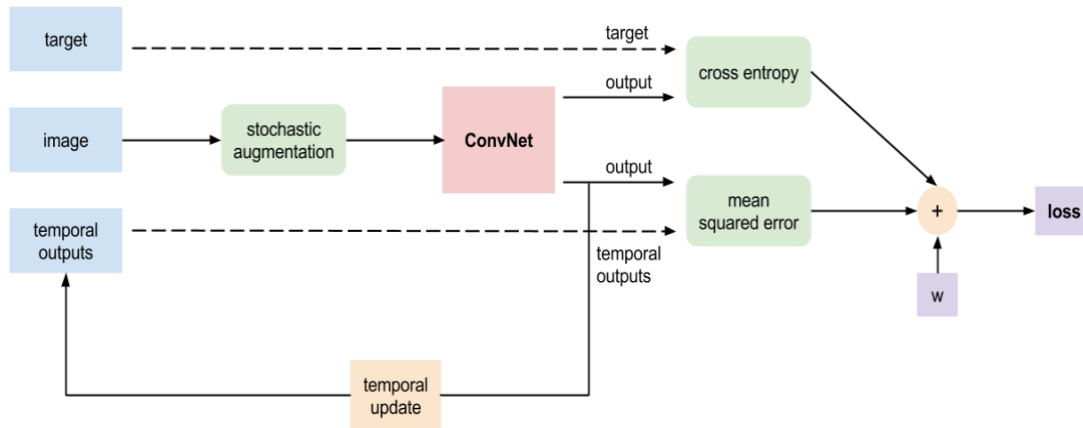 target
target
cross entropy
output
image
stochastic
augmentation
ConvNet
output
mean
squared error
+
loss
temporal
outputs
temporal
outputs
w
temporal
update